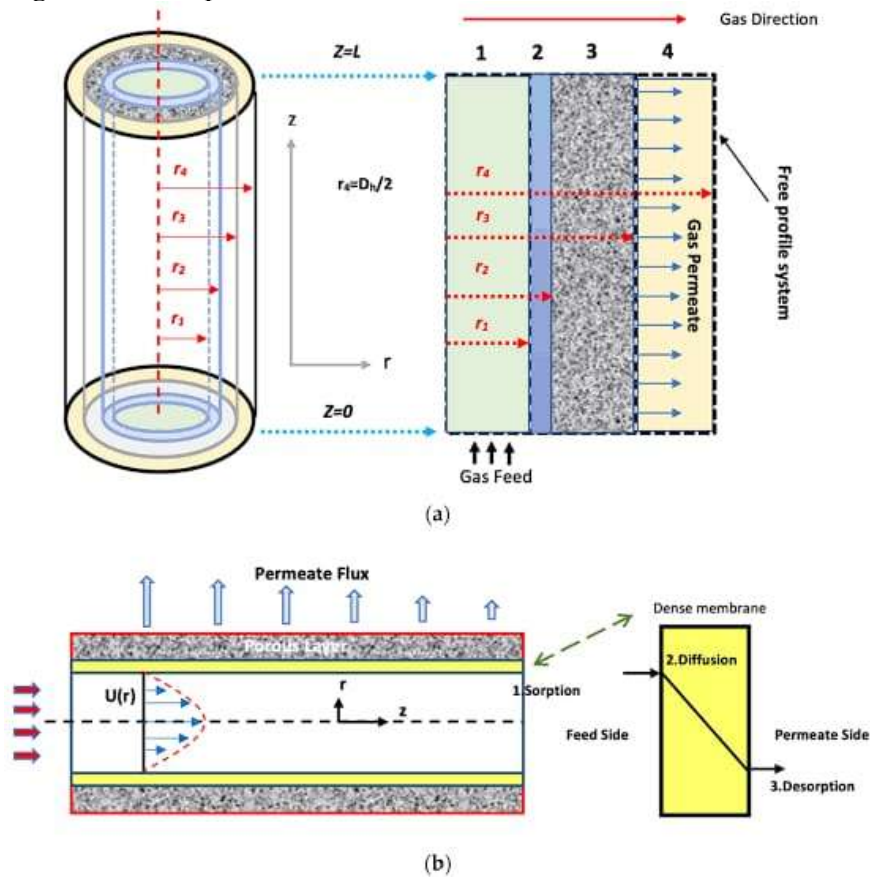 Gas Direction
Z=L
1 2 3 4
z
r4
r3
r2
r1
r4=Dh/2
r
r4
r3
r2
r1
Gas Permeate
Free profile system
Z=0
Gas Feed
(a)
Permeate Flux
Porous Layer
Dense membrane
U(r)
r
z
1.Sorption
2.Diffusion
Feed Side
Permeate Side
3.Desorption
(b)